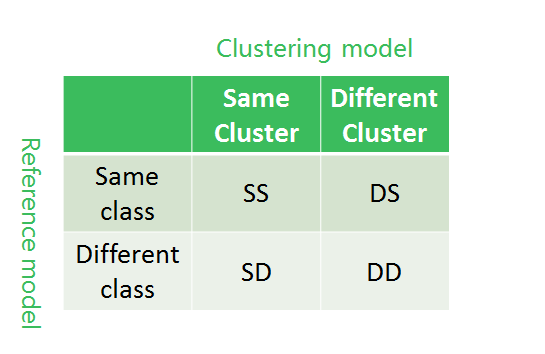 Clustering model
Same Cluster
Different Cluster
Reference model
Same class
SS
DS
Different class
SD
DD